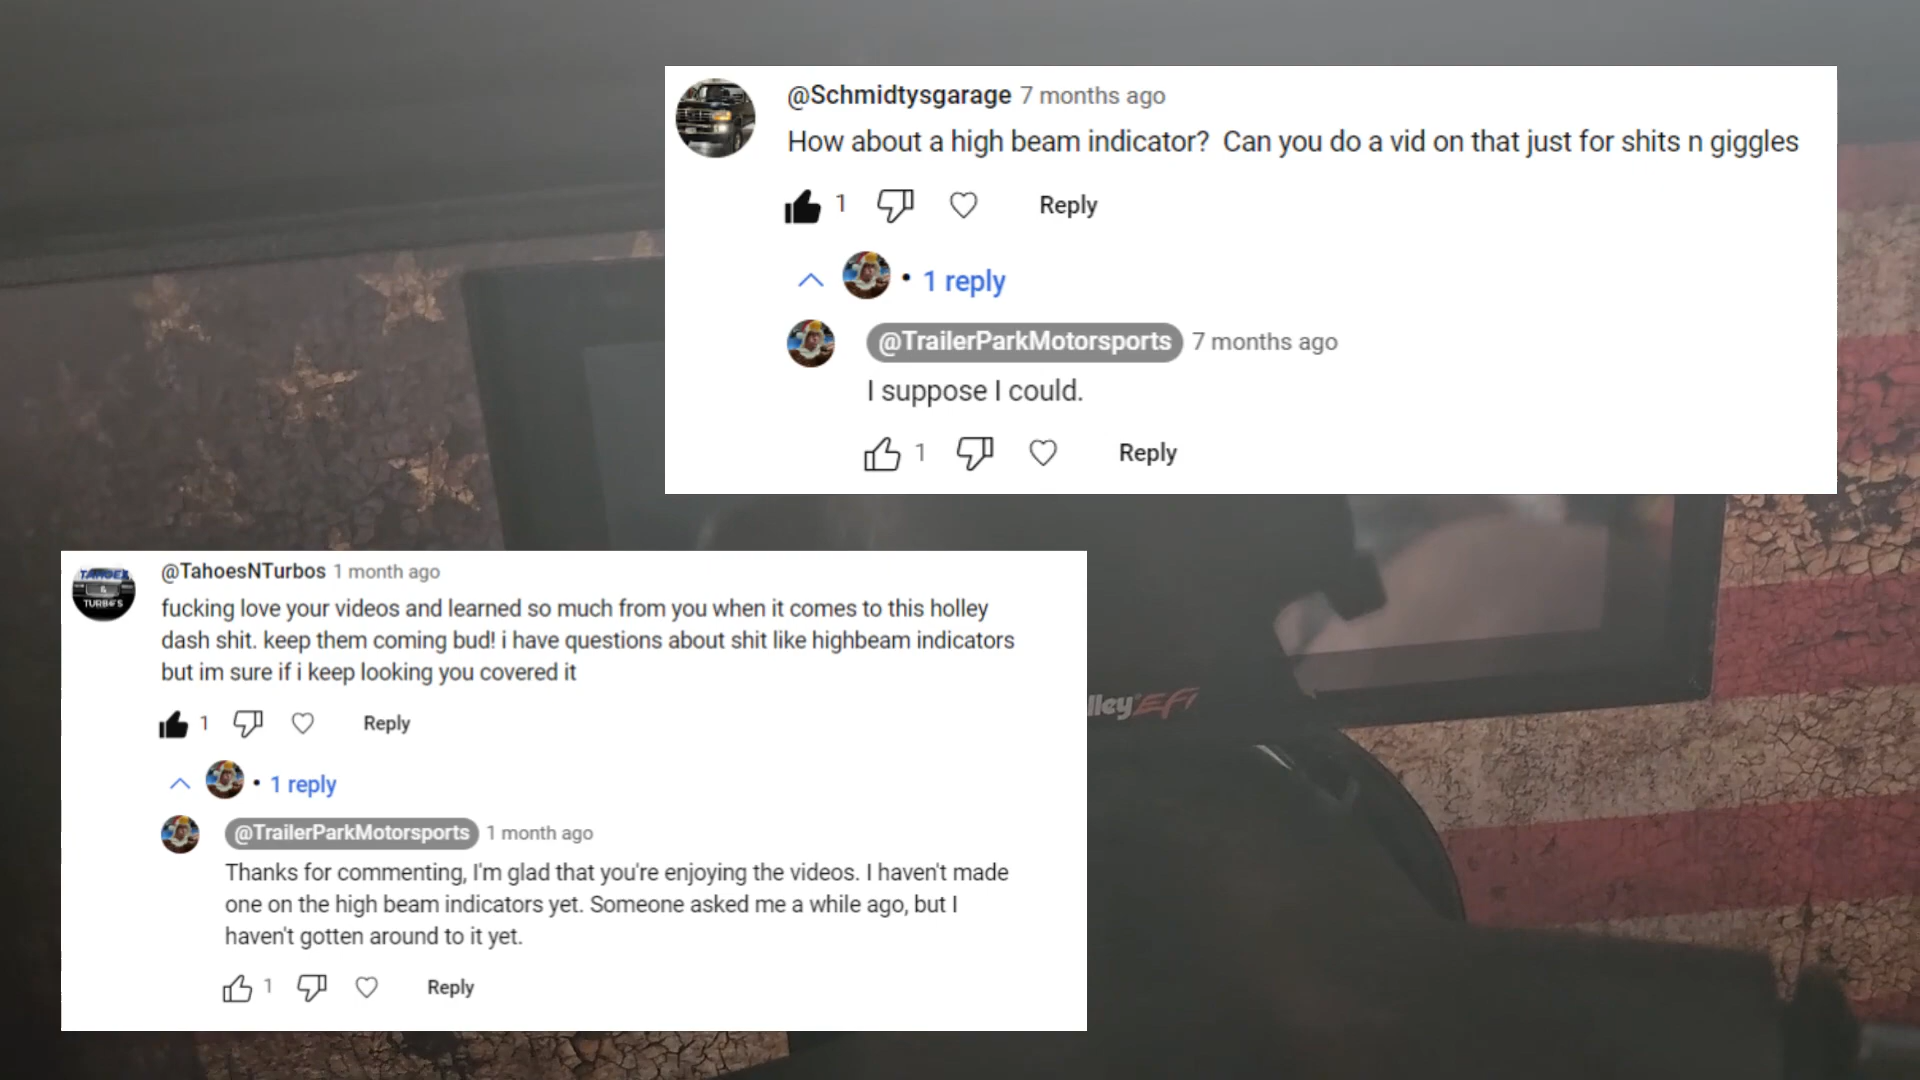 @Schmidtysgarage 7 months ago
How about a high beam indicator?  Can you do a vid on that just for shits n giggles
1 Reply
• 1 reply
@TrailerParkMotorsports 7 months ago
I suppose I could.
1 Reply
TAHOES
&
TURBO'S
@TahoesNTurbos 1 month ago
fucking love your videos and learned so much from you when it comes to this holley
dash shit. keep them coming bud! i have questions about shit like highbeam indicators
but im sure if i keep looking you covered it
1 Reply
• 1 reply
@TrailerParkMotorsports 1 month ago
Thanks for commenting, I'm glad that you're enjoying the videos. I haven't made
one on the high beam indicators yet. Someone asked me a while ago, but I
haven't gotten around to it yet.
1 Reply
lley EFI